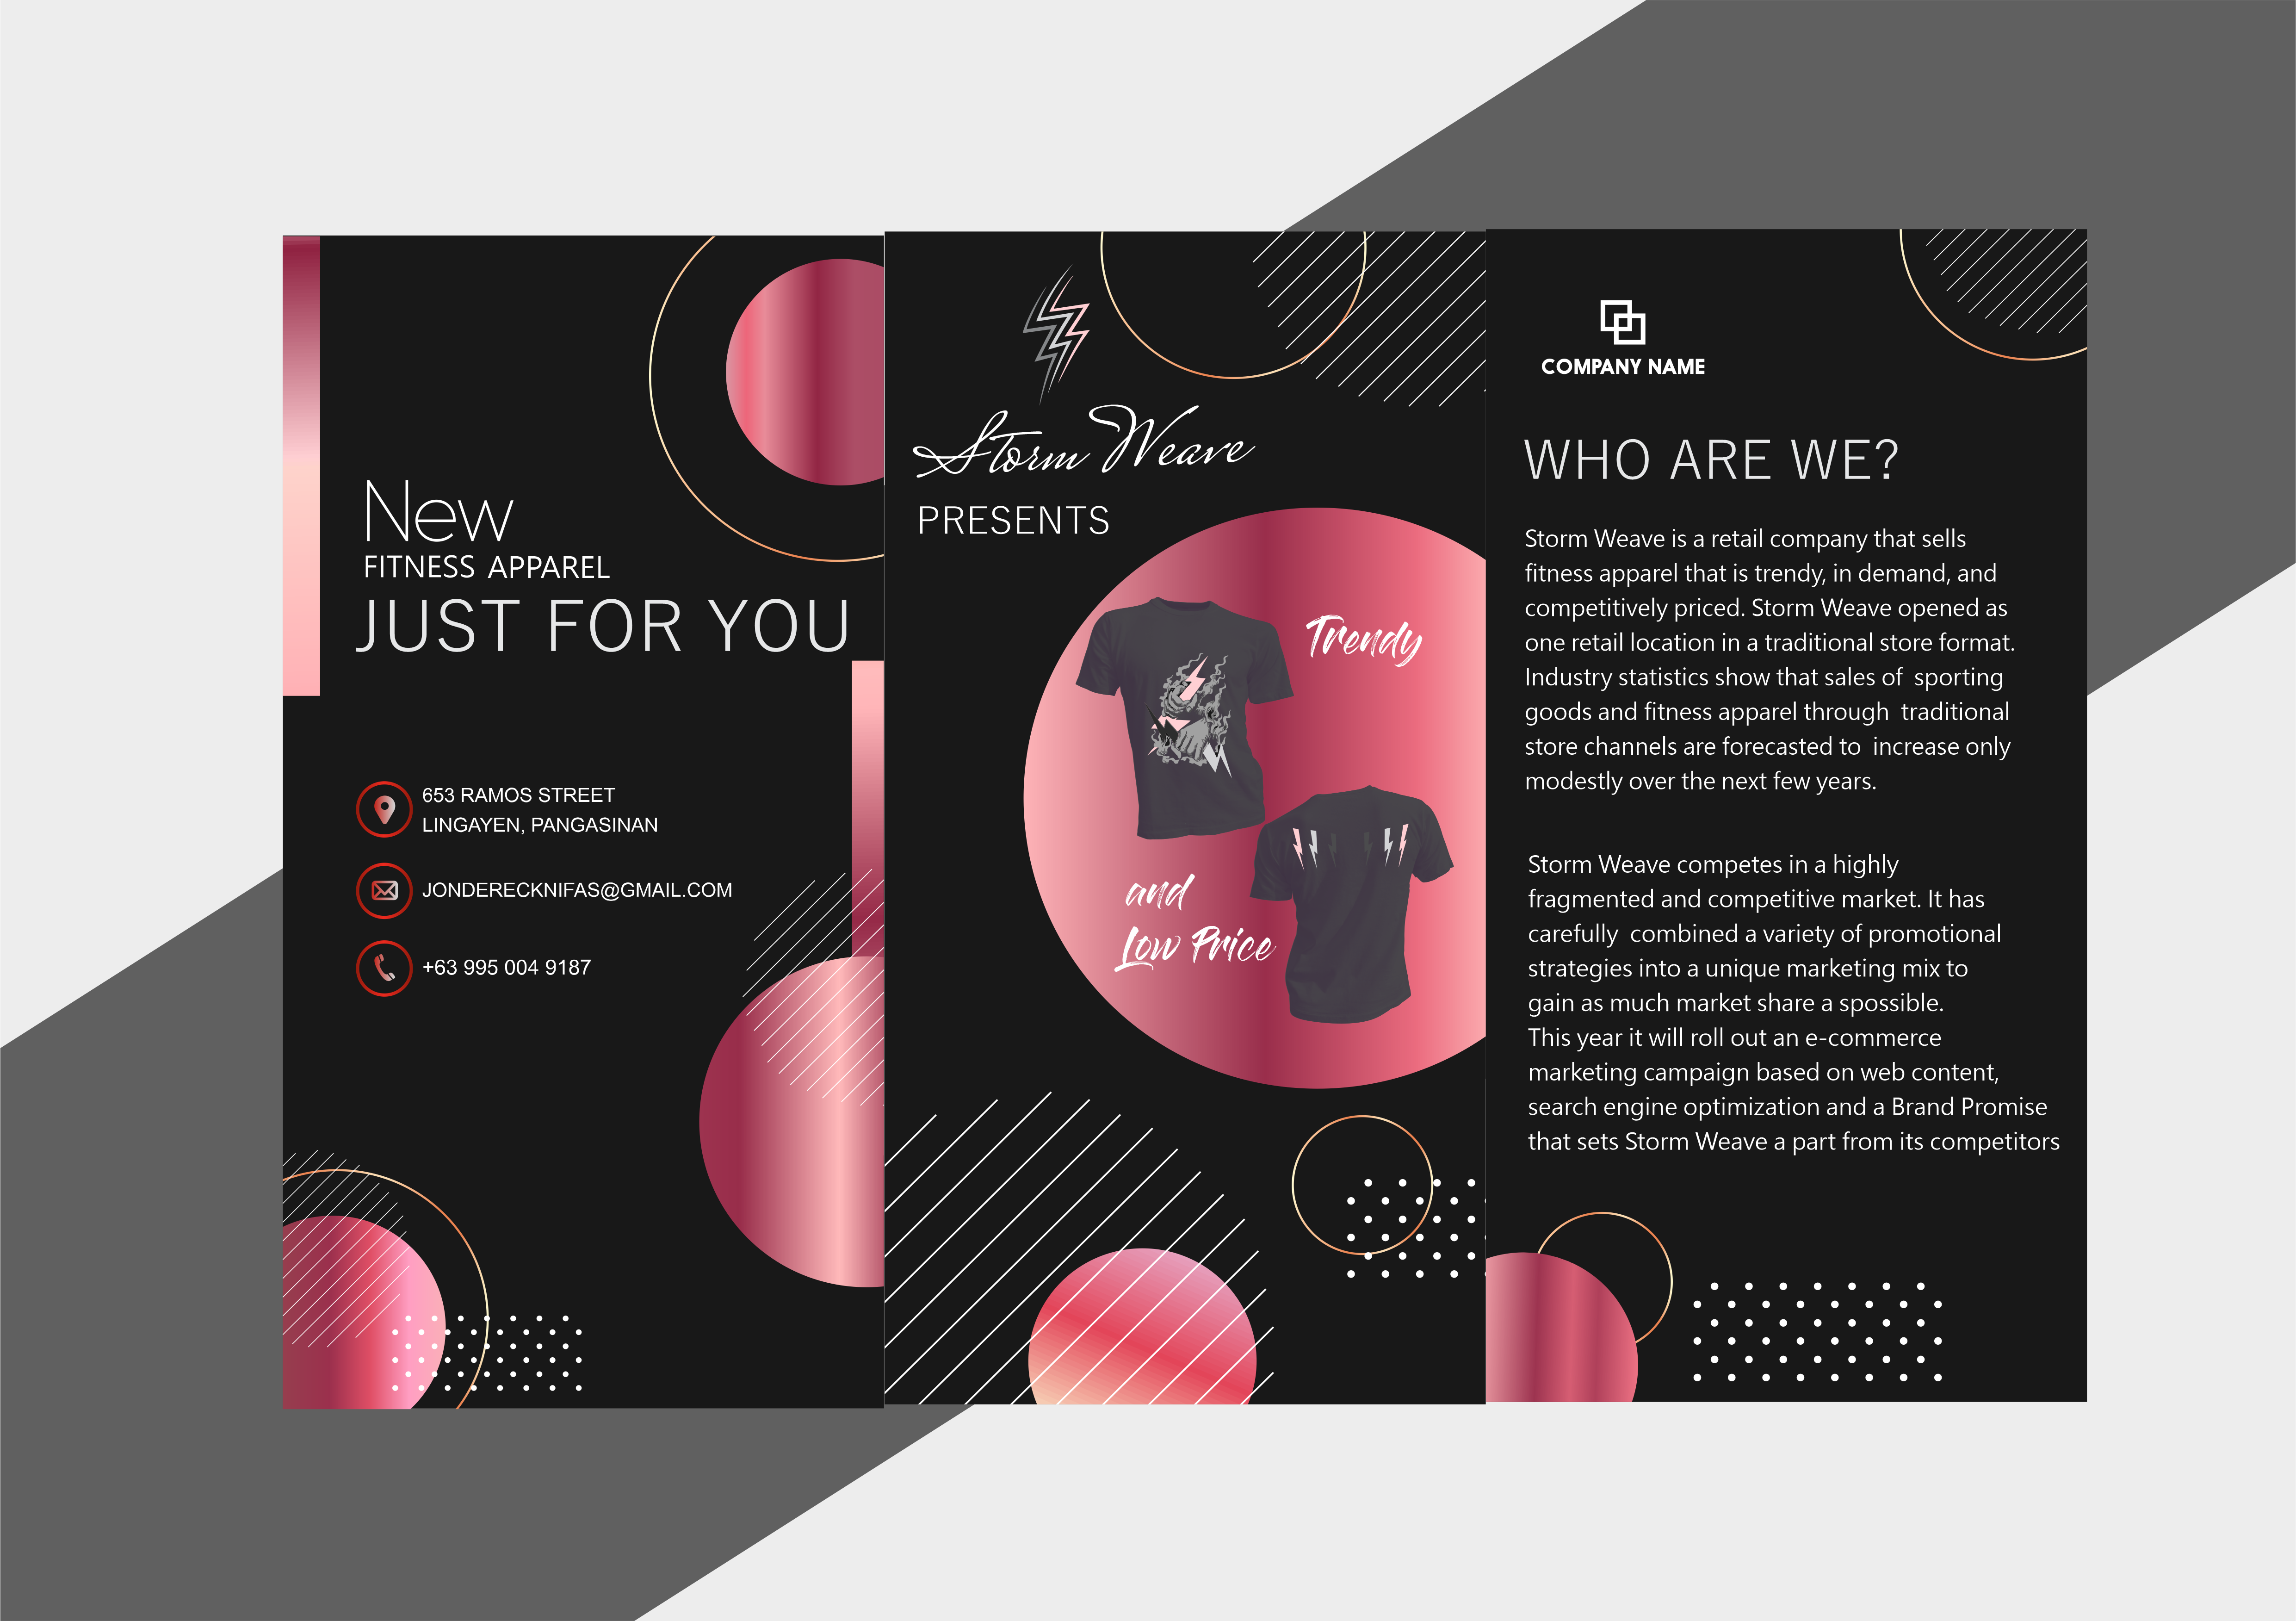 New
FITNESS APPAREL
JUST FOR YOU
653 RAMOS STREET
LINGAYEN, PANGASINAN
JONDERECKNIFAS@GMAIL.COM
+63 995 004 9187
Storm Weave
PRESENTS
Trendy
and
Low Price
COMPANY NAME
WHO ARE WE?
Storm Weave is a retail company that sells
fitness apparel that is trendy, in demand, and
competitively priced. Storm Weave opened as
one retail location in a traditional store format.
Industry statistics show that sales of  sporting
goods and fitness apparel through  traditional
store channels are forecasted to  increase only
modestly over the next few years.
Storm Weave competes in a highly
fragmented and competitive market. It has
carefully  combined a variety of promotional
strategies into a unique marketing mix to
gain as much market share a spossible.
This year it will roll out an e-commerce
marketing campaign based on web content,
search engine optimization and a Brand Promise
that sets Storm Weave a part from its competitors